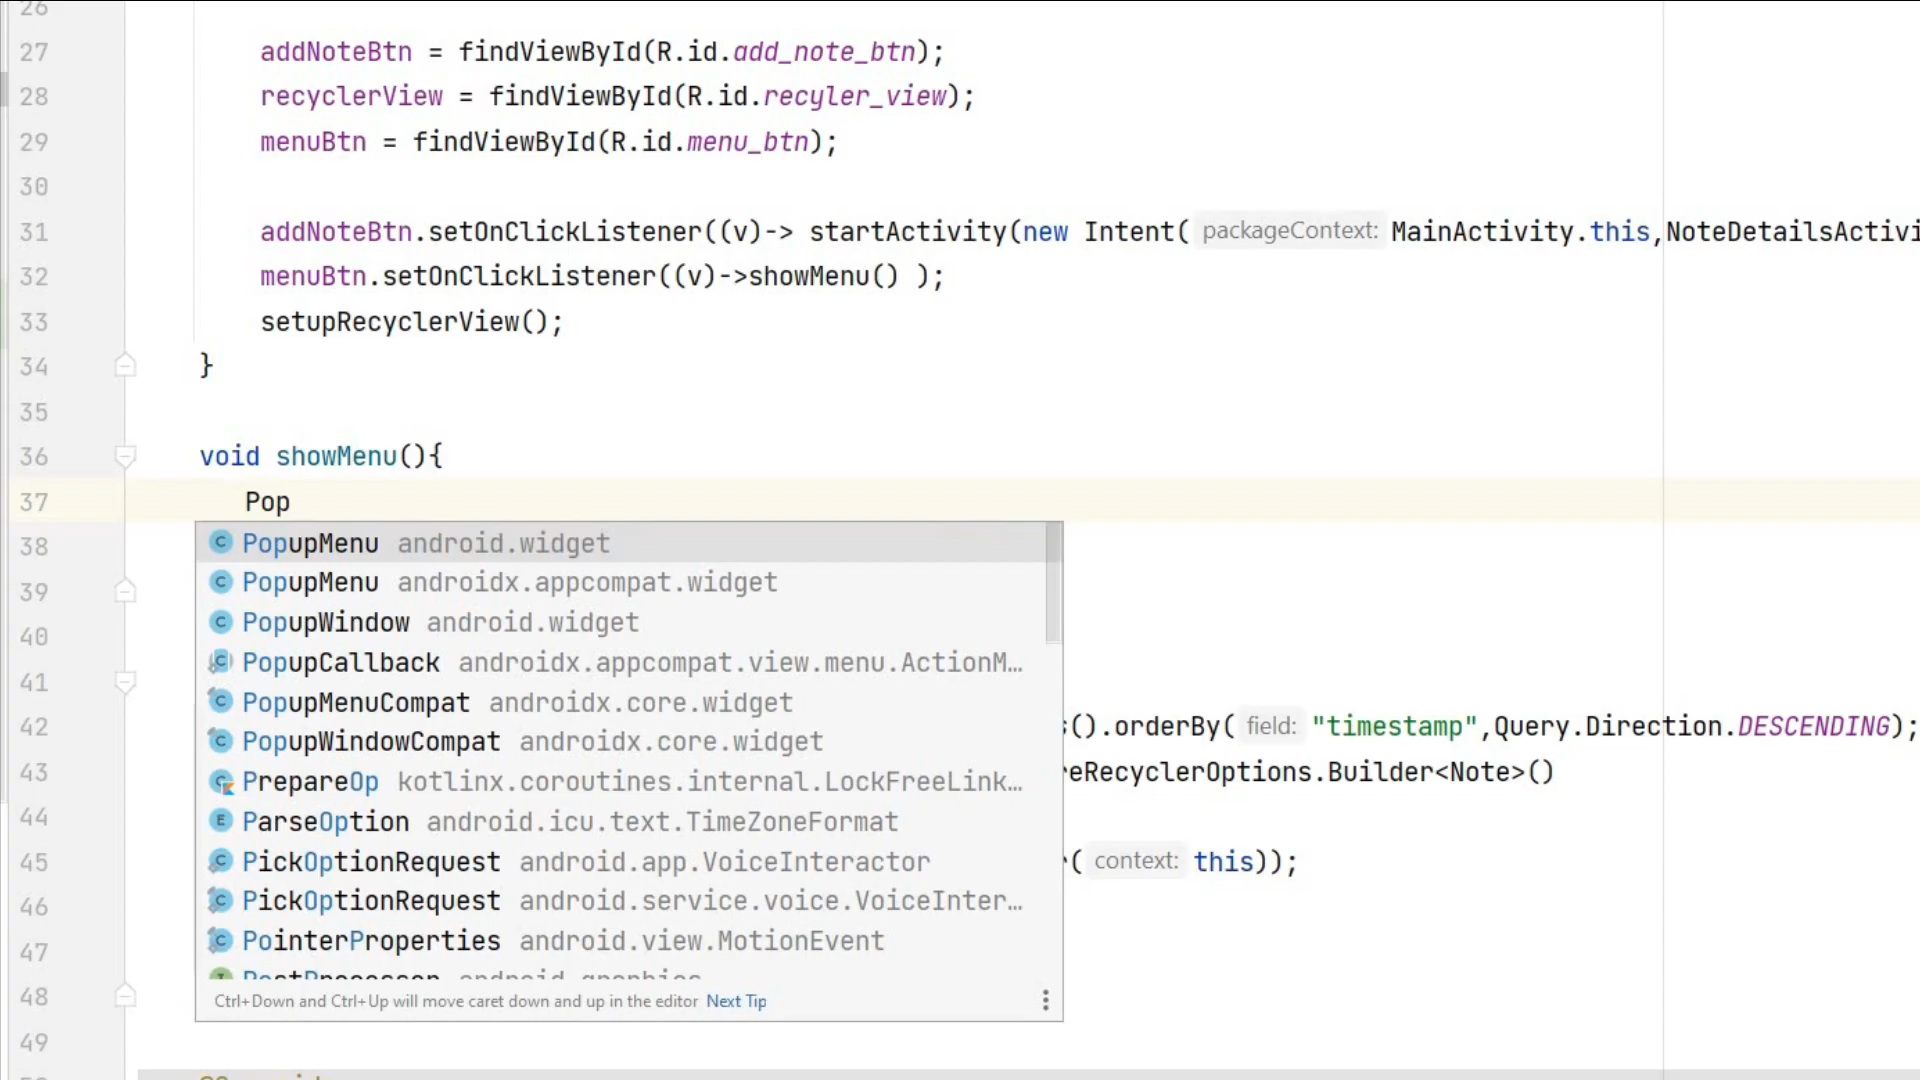 26
27 addNoteBtn = findViewById(R.id.add_note_btn);
28 recyclerView = findViewById(R.id.recyler_view);
29 menuBtn = findViewById(R.id.menu_btn);
30
31 addNoteBtn.setOnClickListener((v)-> startActivity(new Intent( packageContext: MainActivity.this,NoteDetailsActivi
32 menuBtn.setOnClickListener((v)->showMenu() );
33 setupRecyclerView();
34 }
35
36 void showMenu(){
37 Pop
PopupMenu android.widget
38
PopupMenu androidx.appcompat.widget
39
PopupWindow android.widget
40
PopupCallback androidx.appcompat.view.menu.ActionM…
41
PopupMenuCompat androidx.core.widget
42 s().orderBy( field: "timestamp",Query.Direction.DESCENDING);
PopupWindowCompat androidx.core.widget
43 eRecyclerOptions.Builder<Note>()
PrepareOp kotlinx.coroutines.internal.LockFreeLink…
44
ParseOption android.icu.text.TimeZoneFormat
45 r( context: this));
PickOptionRequest android.app.VoiceInteractor
46
PickOptionRequest android.service.voice.VoiceInter…
47
PointerProperties android.view.MotionEvent
PostProcessor android.graphics
48
Ctrl+Down and Ctrl+Up will move caret down and up in the editor Next Tip
49